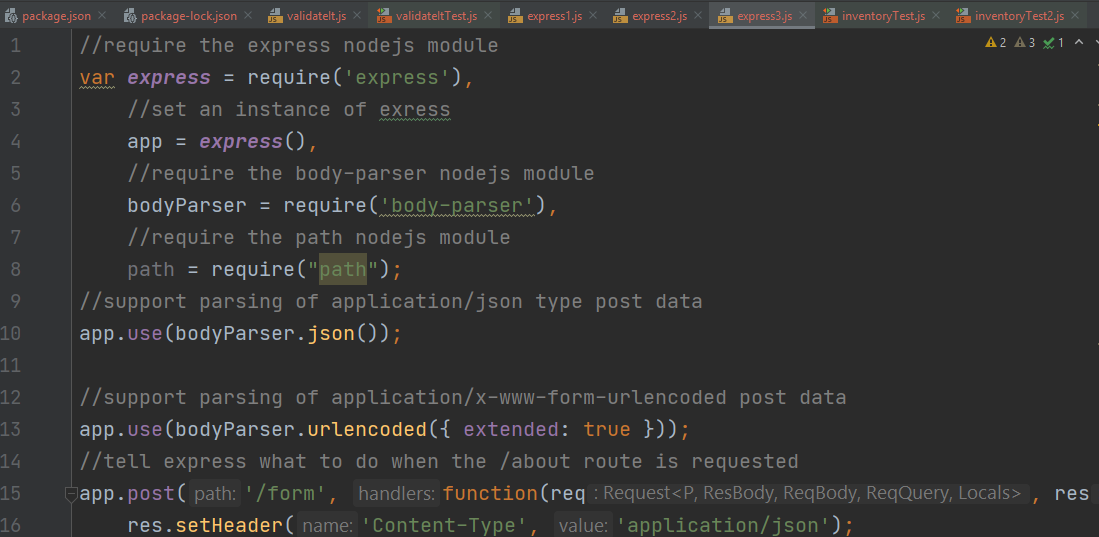 package.json package-lock.json validateIt.js validateItTest.js express1.js express2.js express3.js inventoryTest.js inventoryTest2.js
1 //require the express nodejs module 2 3 1
2 var express = require('express'),
3 //set an instance of exress
4 app = express(),
5 //require the body-parser nodejs module
6 bodyParser = require('body-parser'),
7 //require the path nodejs module
8 path = require("path");
9 //support parsing of application/json type post data
10 app.use(bodyParser.json());
11
12 //support parsing of application/x-www-form-urlencoded post data
13 app.use(bodyParser.urlencoded({ extended: true }));
14 //tell express what to do when the /about route is requested
15 app.post( path: '/form', handlers: function(req : Request<P, ResBody, ReqBody, ReqQuery, Locals> , res
16 res.setHeader( name: 'Content-Type', value: 'application/json');